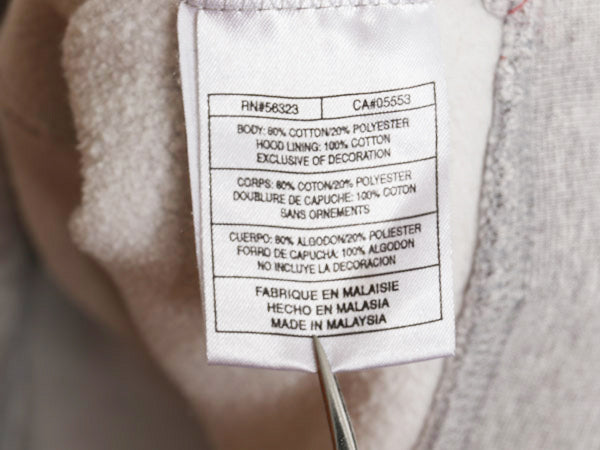 RN#56323 CA#05553
BODY: 80% COTTON/20% POLYESTER
HOOD LINING: 100% COTTON
EXCLUSIVE OF DECORATION
CORPS: 80% COTON/20% POLYESTER
DOUBLURE DE CAPUCHE: 100% COTON
SANS ORNEMENTS
CUERPO: 80% ALGODON/20% POLIESTER
FORRO DE CAPUCHA: 100% ALGODON
NO INCLUYE LA DECORACION
FABRIQUE EN MALAISIE
HECHO EN MALASIA
MADE IN MALAYSIA